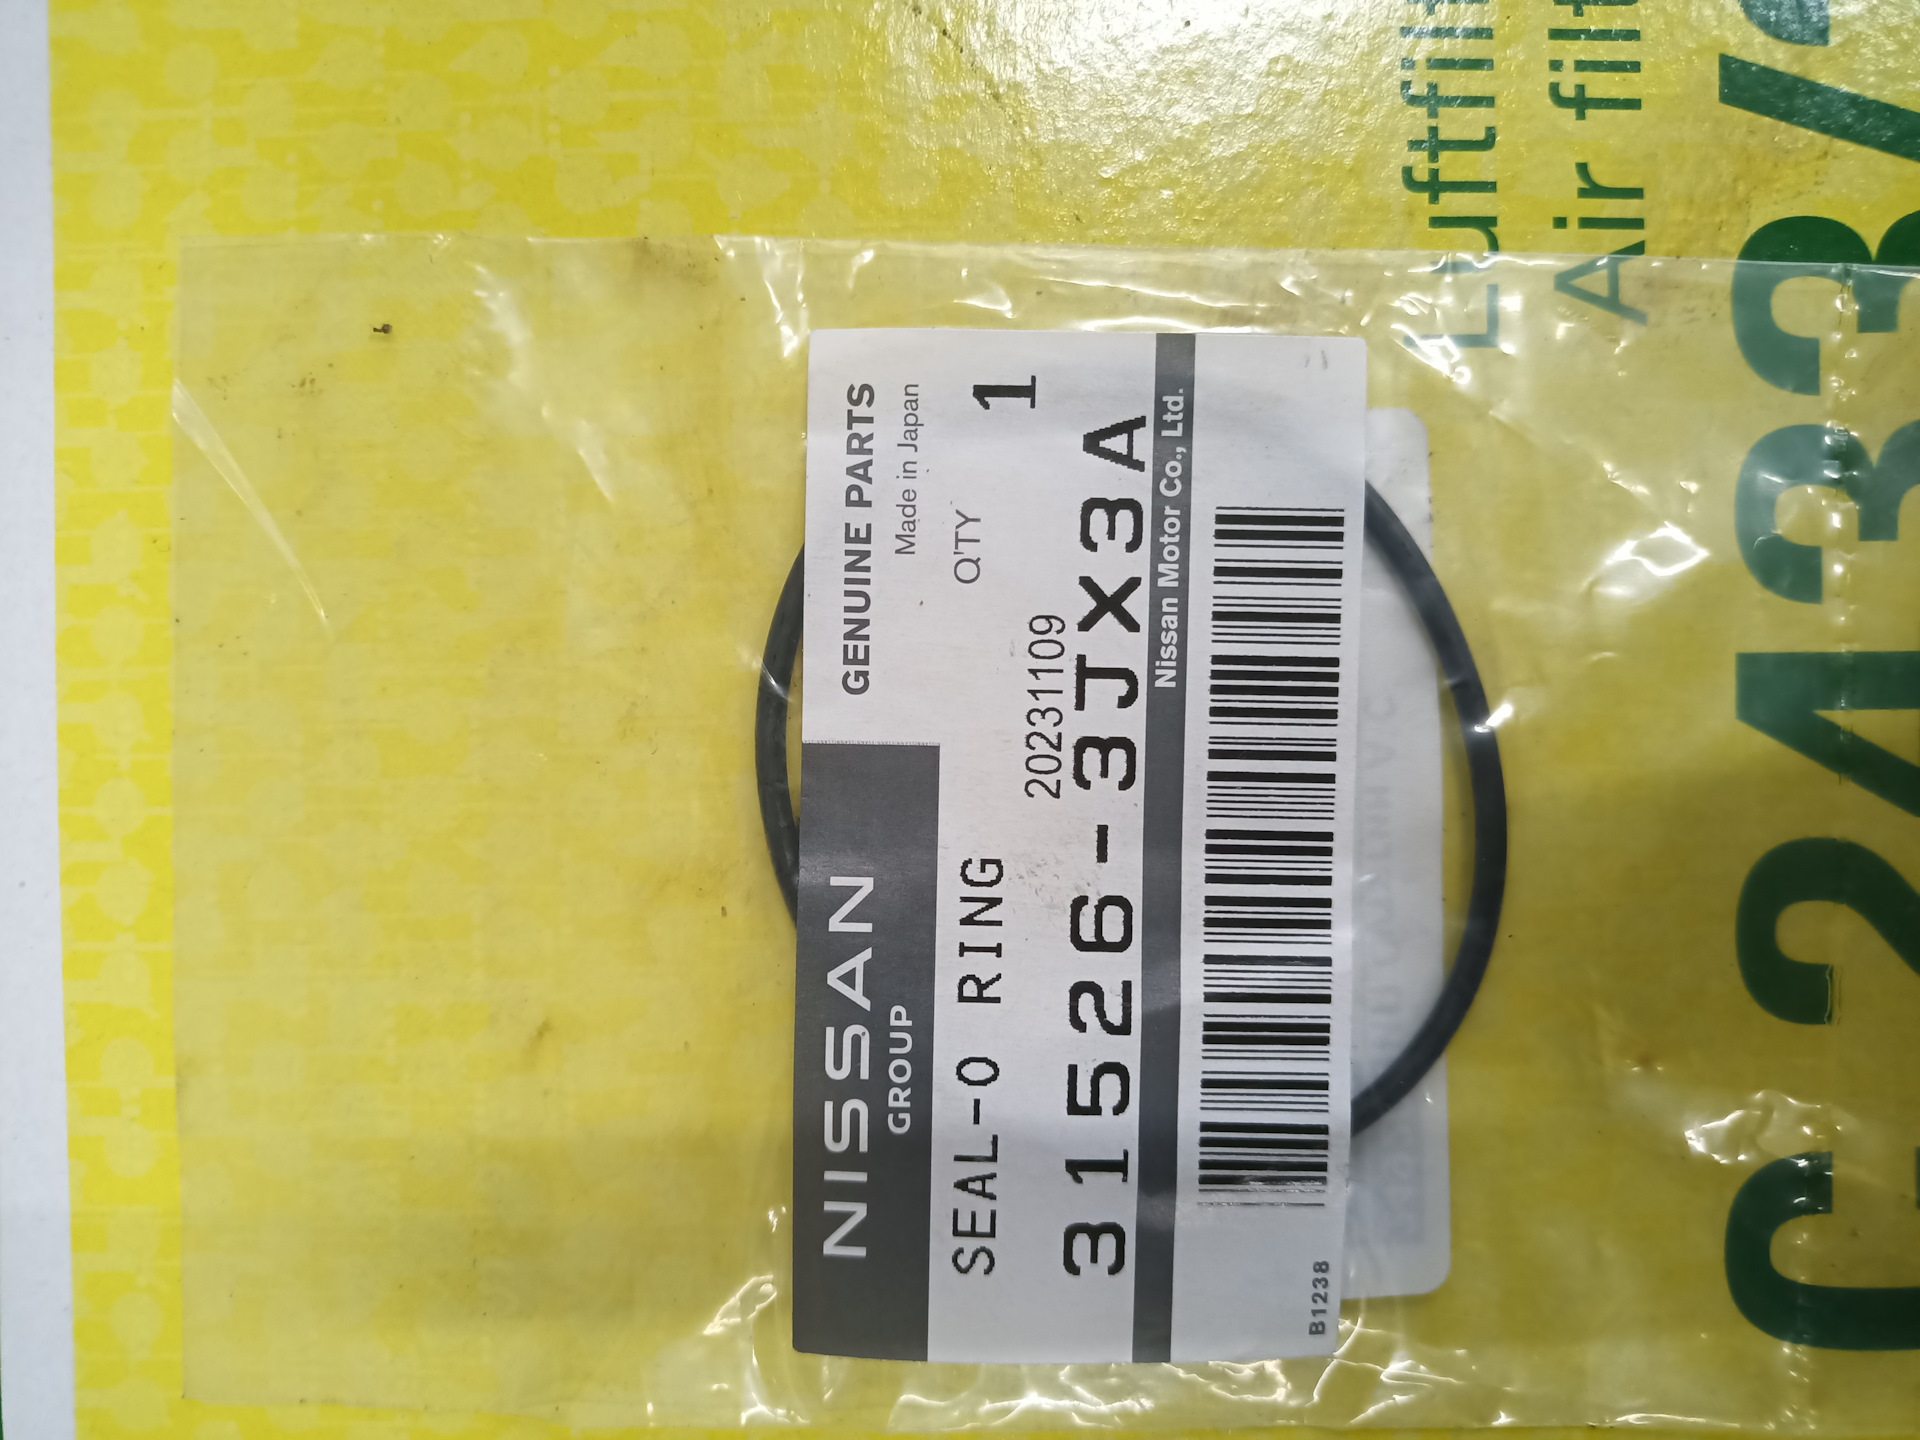 NISSAN
GROUP
GENUINE PARTS
Made in Japan
SEAL-O RING
Q'TY 1
20231109
31526-3JX3A
Nissan Motor Co., Ltd.
B1238
Luftfilt
Air filt
C 2433/